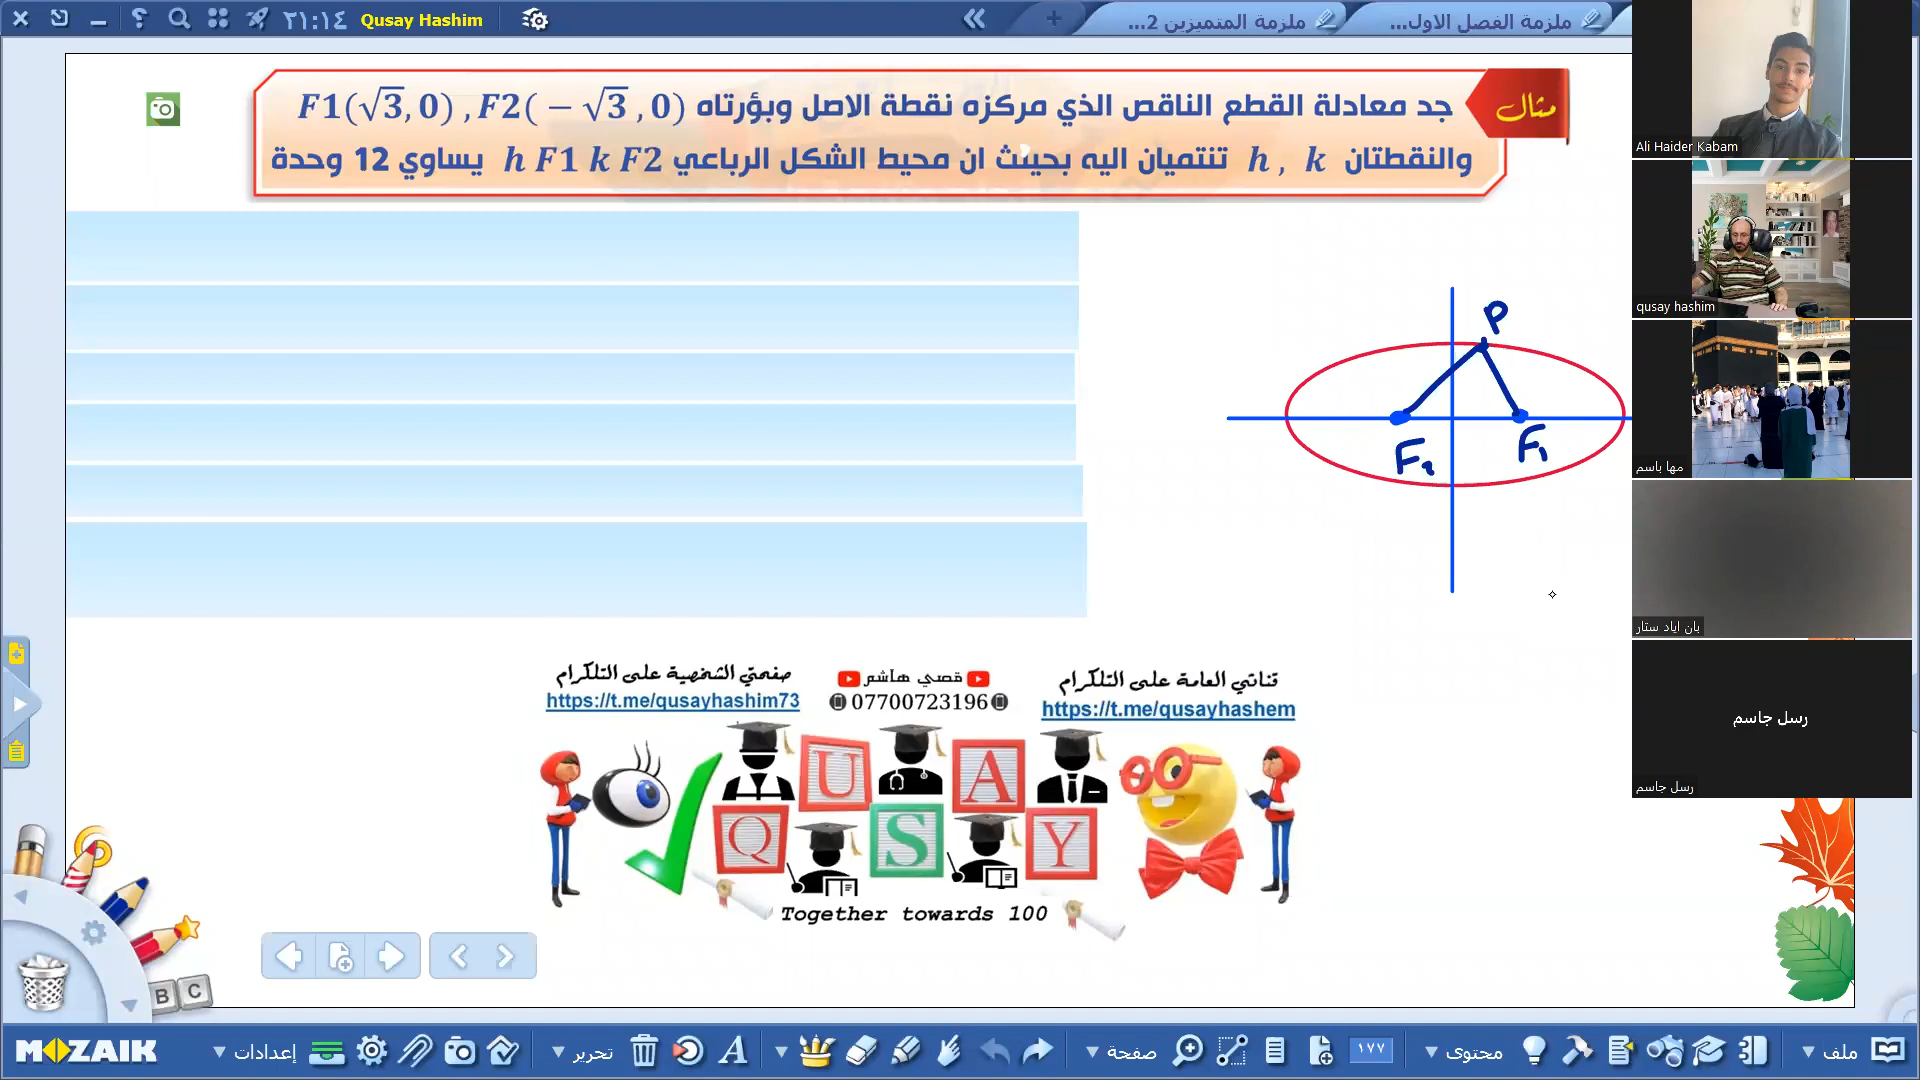 ٢١:١٤ Qusay Hashim
ملزمة المتميزين 2...
ملزمة الفصل الاول...
مثال
جد معادلة القطع الناقص الذي مركزه نقطة الاصل وبؤرتاه F1(√3,0) ,F2(−√3,0)
والنقطتان h, k تنتميان اليه بحيث ان محيط الشكل الرباعي h F1 k F2 يساوي 12 وحدة
P
F2 F1
Ali Haider Kabam
qusay hashim
مها باسم
بان اياد ستار
رسل جاسم
رسل جاسم
صفحتي الشخصية على التلكرام
https://t.me/qusayhashim73
قصي هاشم
07700723196
قناتي العامة على التلكرام
https://t.me/qusayhashem
U A
Q S Y
Together towards 100
B C
MOZAIK
إعدادات
تحرير
A
صفحة
١٧٧
محتوى
ملف